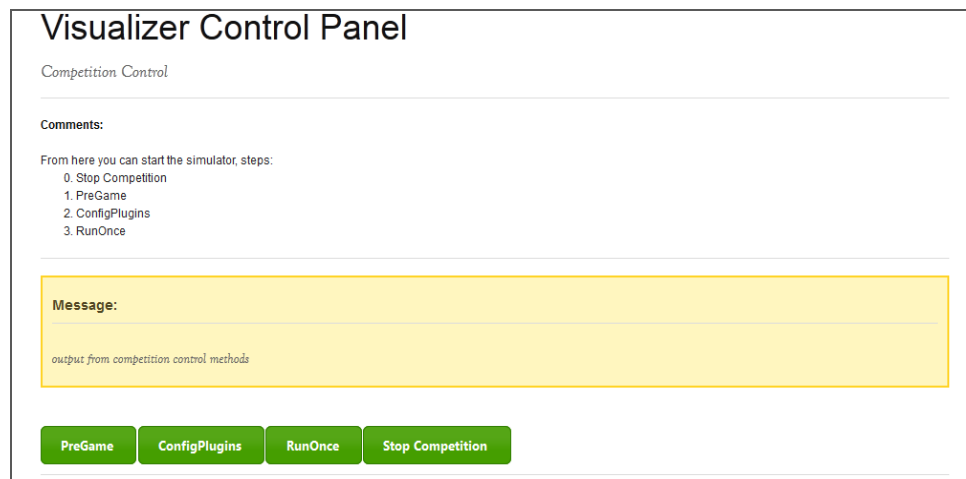 Visualizer Control Panel
Competition Control
Comments:
From here you can start the simulator, steps:
0. Stop Competition
1. PreGame
2. ConfigPlugins
3. RunOnce
Message:
output from competition control methods
PreGame ConfigPlugins RunOnce Stop Competition